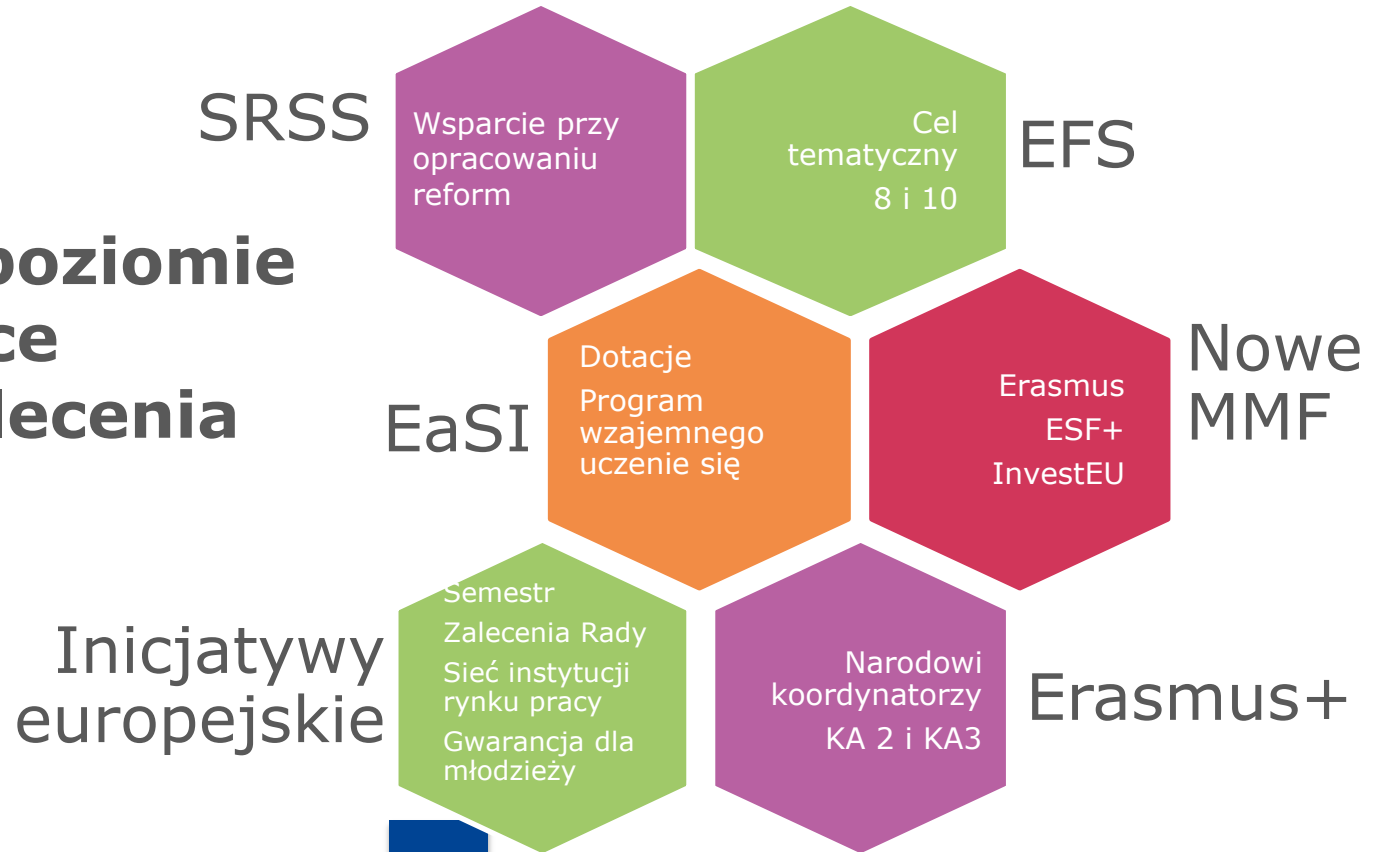 SRSS
Wsparcie przy
opracowaniu
reform
Cel
tematyczny
8 i 10
EFS
poziomie
Dotacje
Program
wzajemnego
uczenie się
EaSI
Erasmus
ESF+
InvestEU
Nowe
MMF
Inicjatywy
europejskie
Semestr
Zalecenia Rady
Sieć instytucji
rynku pracy
Gwarancja dla
młodzieży
Narodowi
koordynatorzy
KA 2 i KA3
Erasmus+